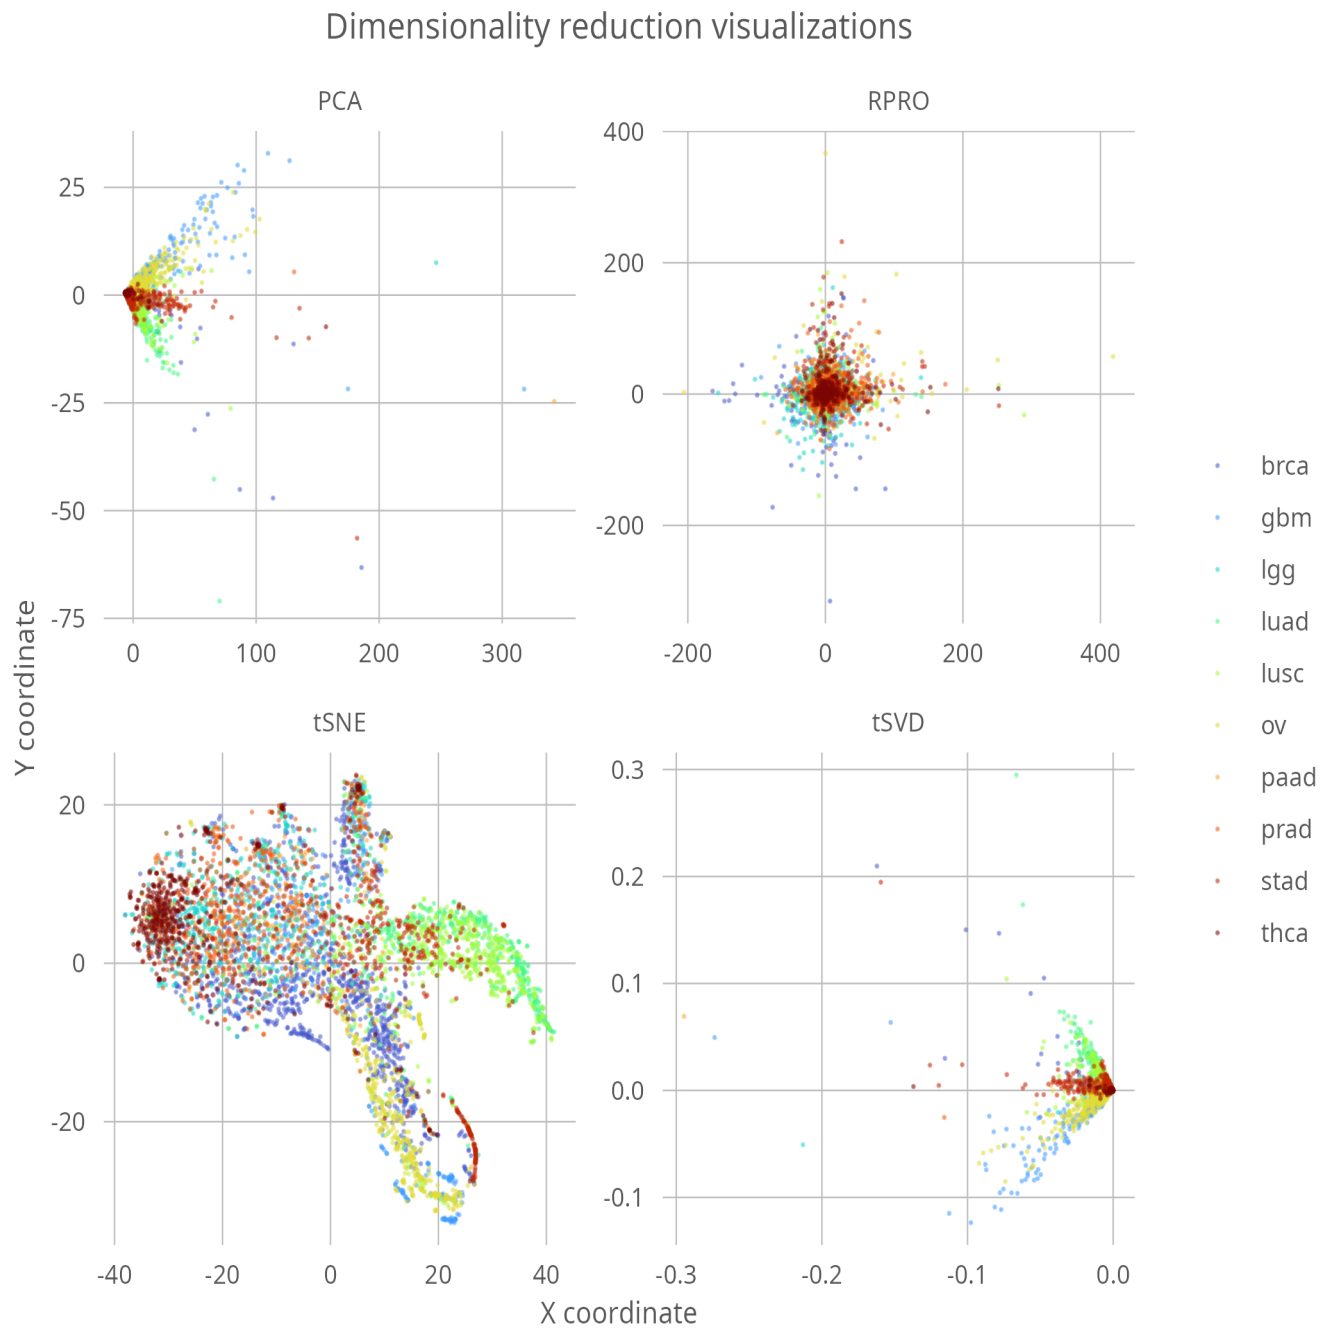 Dimensionality reduction visualizations
PCA
RPRO
25
0
-25
-50
-75
0 100 200 300
400
200
0
-200
-200 0 200 400
tSNE
tSVD
20
0
-20
-40 -20 0 20 40
0.3
0.2
0.1
0.0
-0.1
-0.3 -0.2 -0.1 0.0
Y coordinate
X coordinate
brca
gbm
lgg
luad
lusc
ov
paad
prad
stad
thca